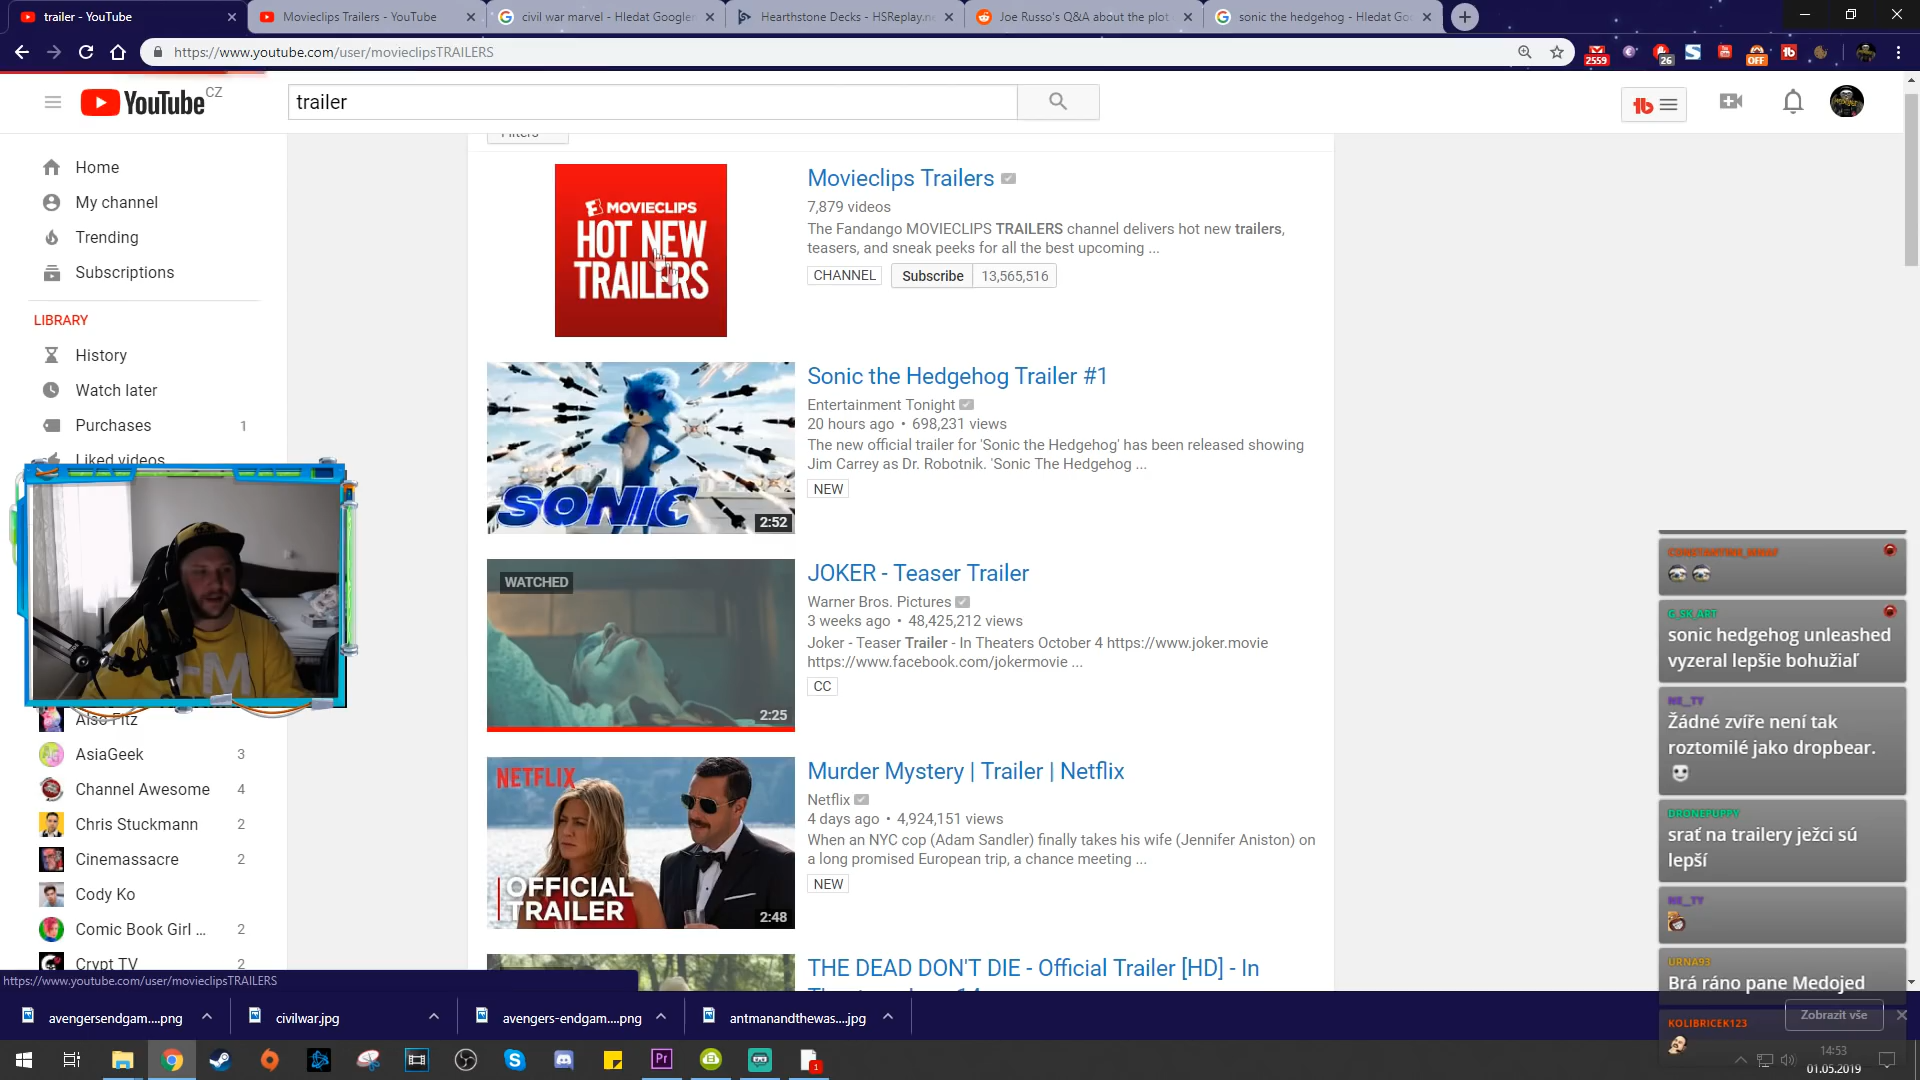 trailer - YouTube
Movieclips Trailers - YouTube
civil war marvel - Hledat Googlem
Hearthstone Decks - HSReplay.ne
Joe Russo's Q&A about the plot
sonic the hedgehog - Hledat Go
https://www.youtube.com/user/movieclipsTRAILERS
2559
26
OFF
YouTube CZ
trailer
Filters
Home
My channel
Trending
Subscriptions
LIBRARY
History
Watch later
Purchases 1
Liked videos
Also Fitz
AsiaGeek 3
Channel Awesome 4
Chris Stuckmann 2
Cinemassacre 2
Cody Ko
Comic Book Girl ... 2
Crypt TV 2
MOVIECLIPS
HOT NEW
TRAILERS
Movieclips Trailers
7,879 videos
The Fandango MOVIECLIPS TRAILERS channel delivers hot new trailers,
teasers, and sneak peeks for all the best upcoming ...
CHANNEL Subscribe 13,565,516
SONIC
2:52
Sonic the Hedgehog Trailer #1
Entertainment Tonight
20 hours ago • 698,231 views
The new official trailer for 'Sonic the Hedgehog' has been released showing
Jim Carrey as Dr. Robotnik. 'Sonic The Hedgehog ...
NEW
WATCHED
2:25
JOKER - Teaser Trailer
Warner Bros. Pictures
3 weeks ago • 48,425,212 views
Joker - Teaser Trailer - In Theaters October 4 https://www.joker.movie
https://www.facebook.com/jokermovie ...
CC
NETFLIX
OFFICIAL
TRAILER
2:48
Murder Mystery | Trailer | Netflix
Netflix
4 days ago • 4,924,151 views
When an NYC cop (Adam Sandler) finally takes his wife (Jennifer Aniston) on
a long promised European trip, a chance meeting ...
NEW
THE DEAD DON'T DIE - Official Trailer [HD] - In
G_SK_ART
sonic hedgehog unleashed
vyzeral lepšie bohužiaľ
NE__TY
Žádné zvíře není tak
roztomilé jako dropbear.
DRONEPUPPY
srať na trailery ježci sú
lepší
NE__TY
URNA93
Brá ráno pane Medojed
KOLIBRICEK123
Zobrazit vše
https://www.youtube.com/user/movieclipsTRAILERS
avengersendgam....png
civilwar.jpg
avengers-endgam....png
antmanandthewas....jpg
Pr
1
14:53
01.05.2019